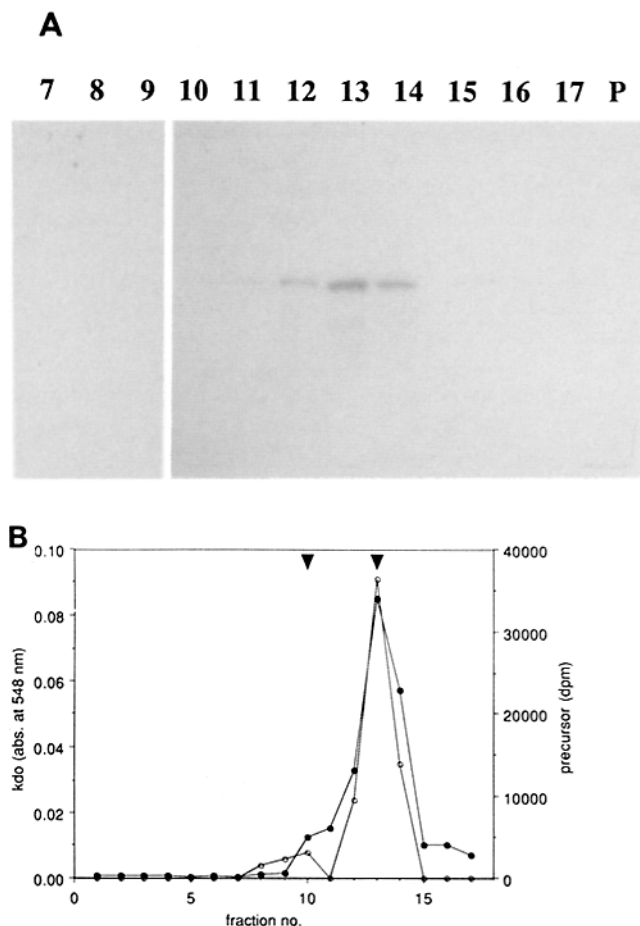 A
7 8 9 10 11 12 13 14 15 16 17 P
B
0.10
0.08
0.06
0.04
0.02
0.00
kdo (abs. at 548 nm)
40000
30000
20000
10000
0
precursor (dpm)
0 5 10 15
fraction no.